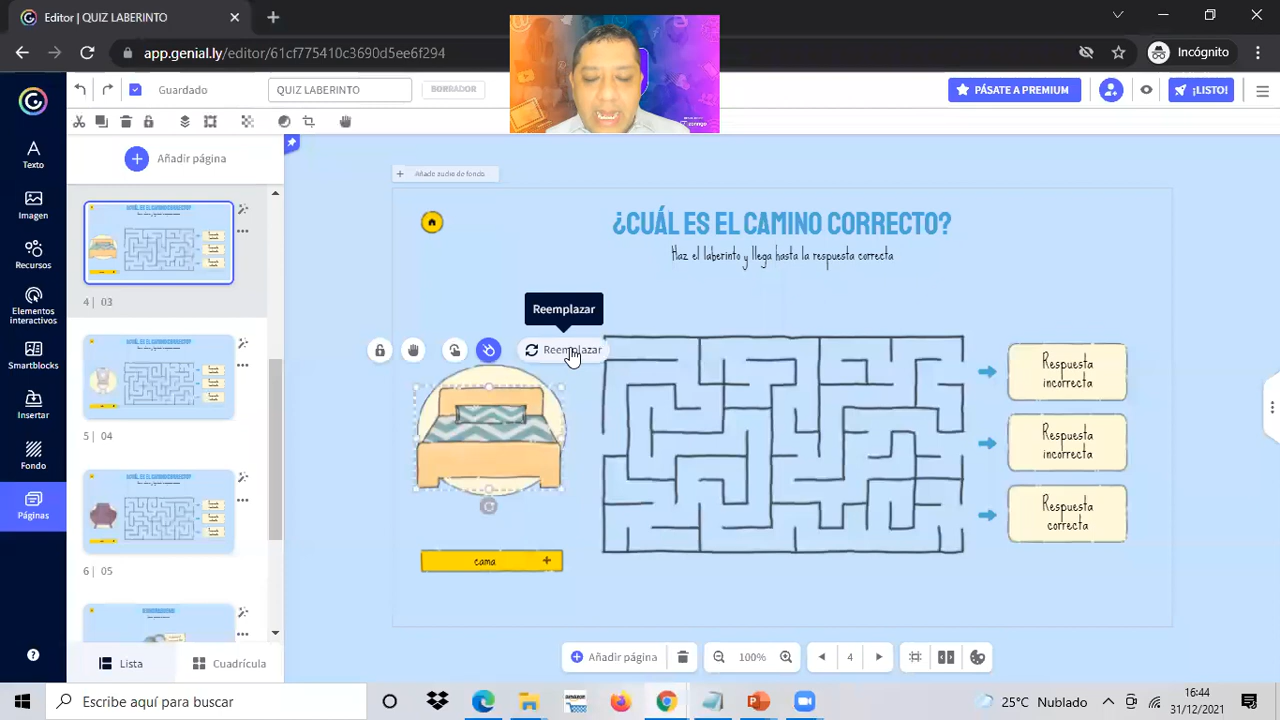 Editor | QUIZ LABERINTO
app.genial.ly/editor/61cf775410c3690d5ee6f294
Incógnito
Guardado
QUIZ LABERINTO
BORRADOR
PÁSATE A PREMIUM
¡LISTO!
Texto
Imagen
Recursos
Elementos
interactivos
Smartblocks
Insertar
Fondo
Páginas
Añadir página
4 | 03
5 | 04
6 | 05
Lista
Cuadrícula
Añadir audio de fondo
¿CUÁL ES EL CAMINO CORRECTO?
Haz el laberinto y llega hasta la respuesta correcta
Reemplazar
Reemplazar
cama
Respuesta
incorrecta
Respuesta
incorrecta
Respuesta
correcta
Añadir página
100%
4
Escribe aquí para buscar
25°C Nublado
16:44
31/12/2021